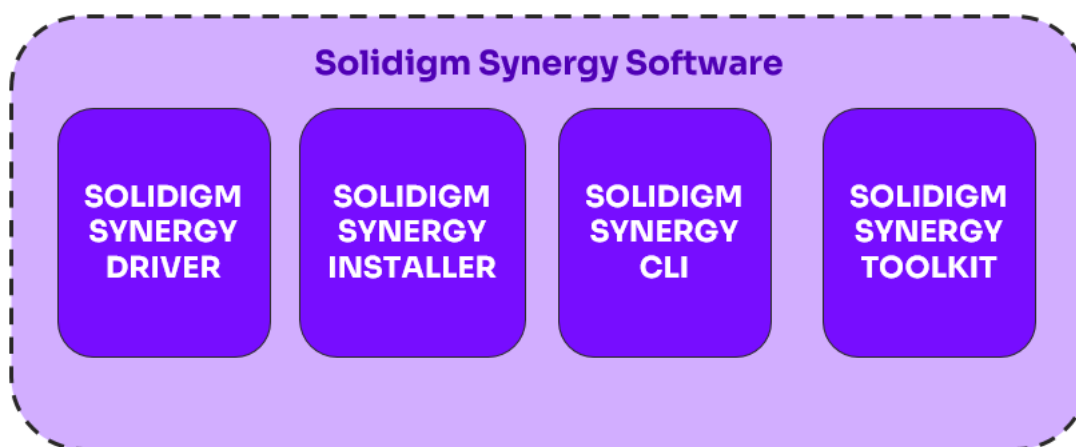 Solidigm Synergy Software
SOLIDIGM
SYNERGY
DRIVER
SOLIDIGM
SYNERGY
INSTALLER
SOLIDIGM
SYNERGY
CLI
SOLIDIGM
SYNERGY
TOOLKIT